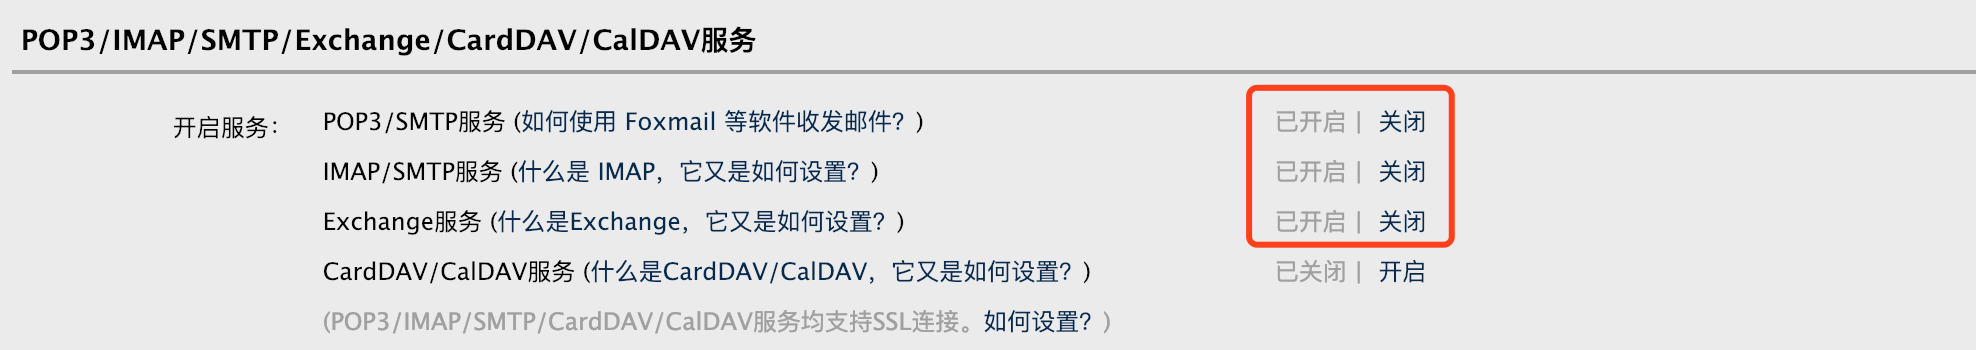 POP3/IMAP/SMTP/Exchange/CardDAV/CalDAV服务
开启服务： POP3/SMTP服务 (如何使用 Foxmail 等软件收发邮件？) 已开启 | 关闭
IMAP/SMTP服务 (什么是 IMAP，它又是如何设置？) 已开启 | 关闭
Exchange服务 (什么是Exchange，它又是如何设置？) 已开启 | 关闭
CardDAV/CalDAV服务 (什么是CardDAV/CalDAV，它又是如何设置？) 已关闭 | 开启
(POP3/IMAP/SMTP/CardDAV/CalDAV服务均支持SSL连接。如何设置？)